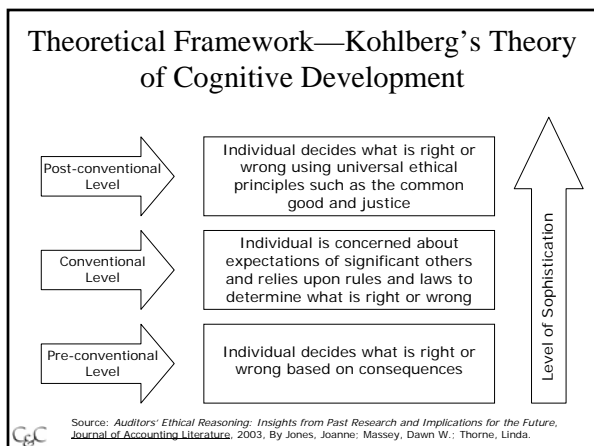 Theoretical Framework—Kohlberg’s Theory
of Cognitive Development
Post-conventional
Level
Individual decides what is right or
wrong using universal ethical
principles such as the common
good and justice
Conventional
Level
Individual is concerned about
expectations of significant others
and relies upon rules and laws to
determine what is right or wrong
Pre-conventional
Level
Individual decides what is right or
wrong based on consequences
Level of Sophistication
C&C
Source: Auditors’ Ethical Reasoning: Insights from Past Research and Implications for the Future,
Journal of Accounting Literature, 2003, By Jones, Joanne; Massey, Dawn W.; Thorne, Linda.